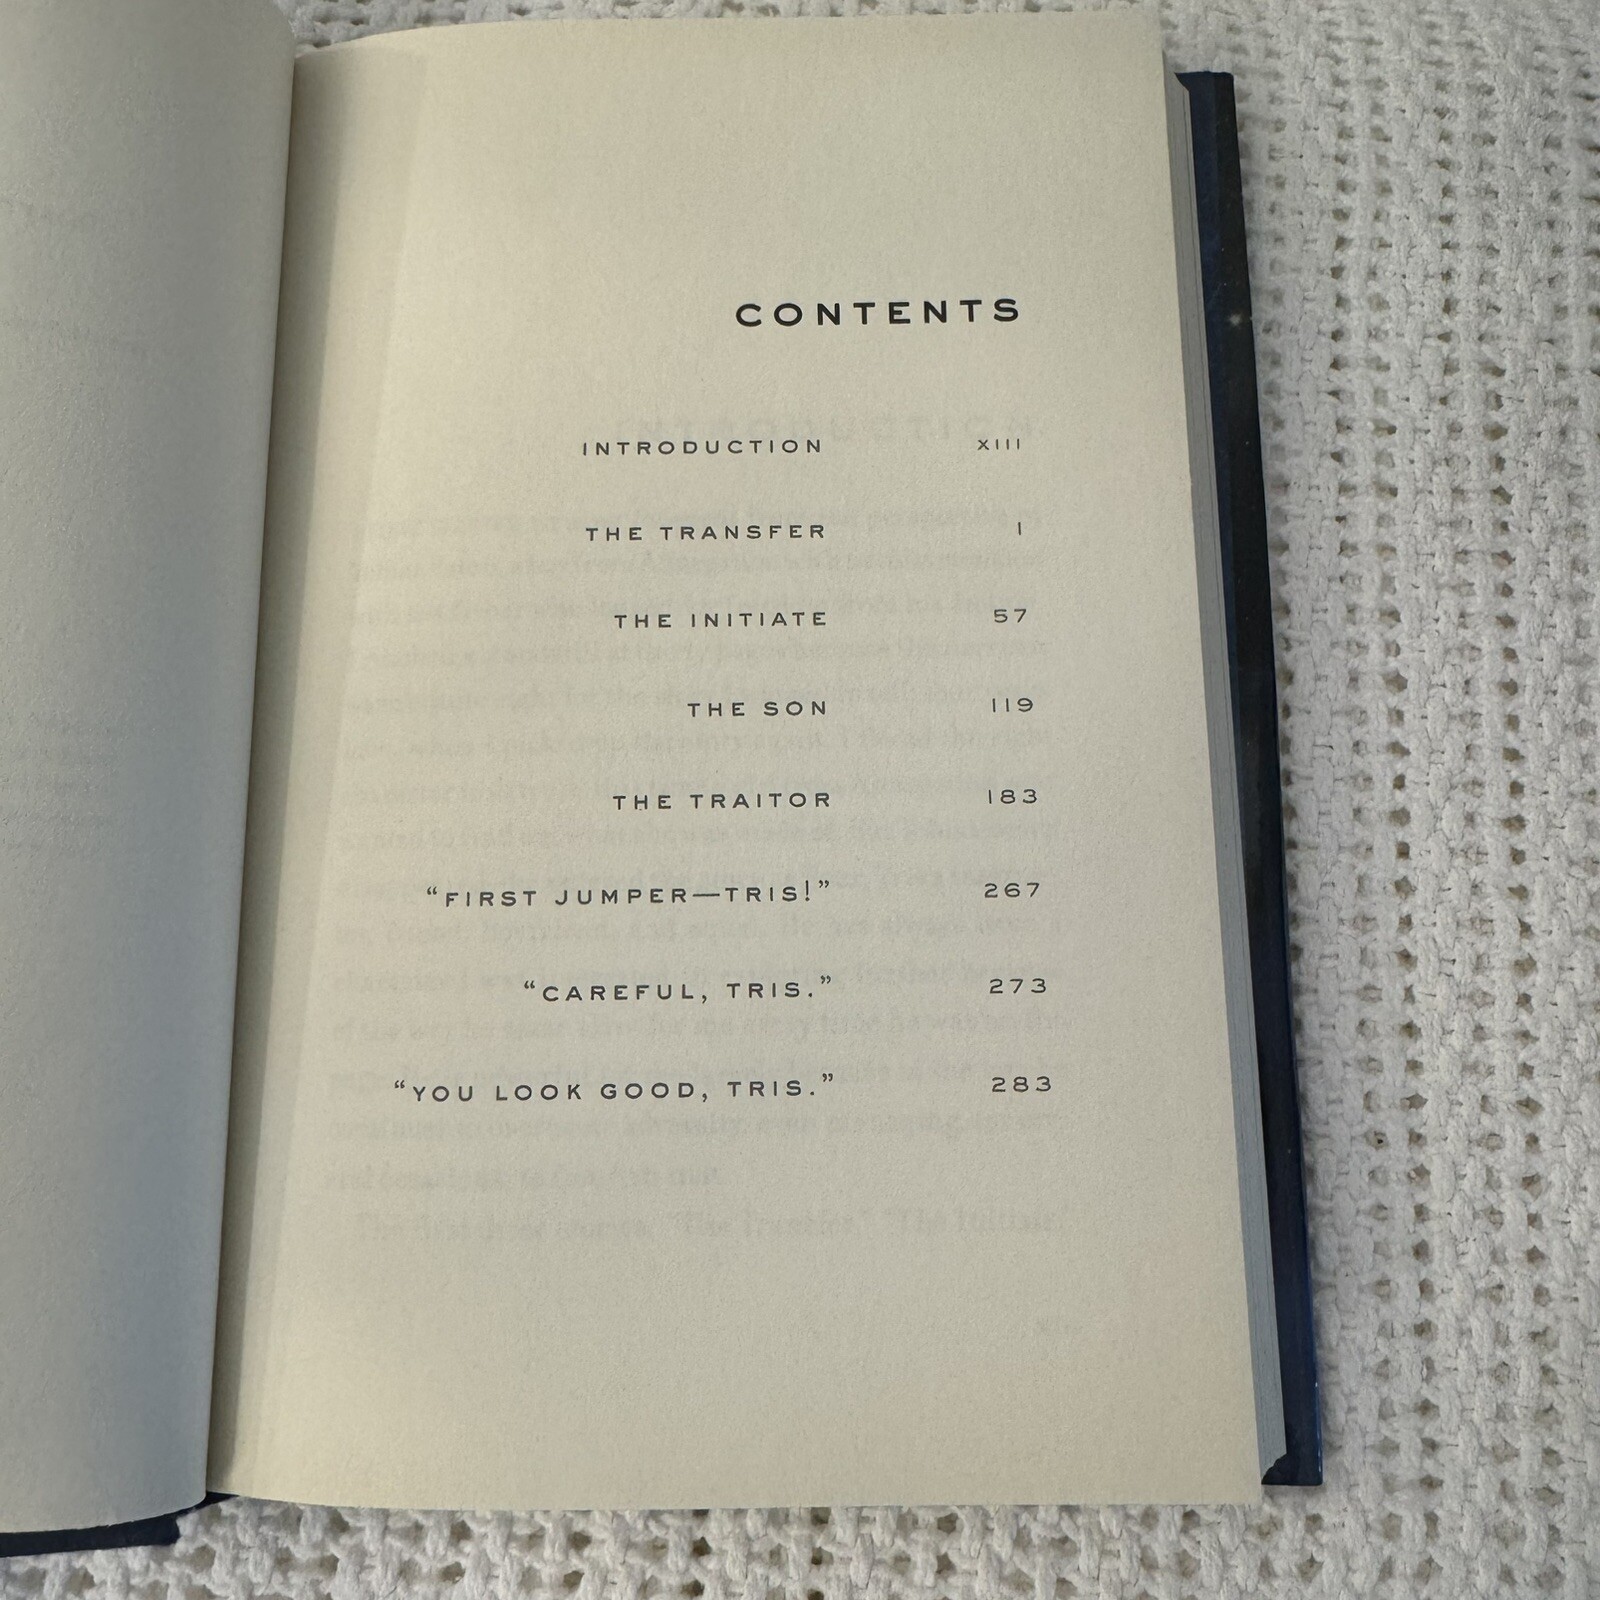 CONTENTS
INTRODUCTION XIII
THE TRANSFER 1
THE INITIATE 57
THE SON 119
THE TRAITOR 183
“FIRST JUMPER—TRIS!” 267
“CAREFUL, TRIS.” 273
“YOU LOOK GOOD, TRIS.” 283